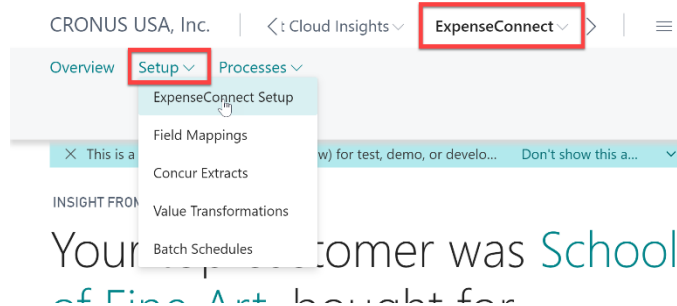 CRONUS USA, Inc.
t Cloud Insights
ExpenseConnect
Overview Setup Processes
ExpenseConnect Setup
Field Mappings
This is a
w) for test, demo, or develo... Don't show this a...
Concur Extracts
INSIGHT FROM
Value Transformations
Batch Schedules
Your top customer was School
of Fine Art, bought for